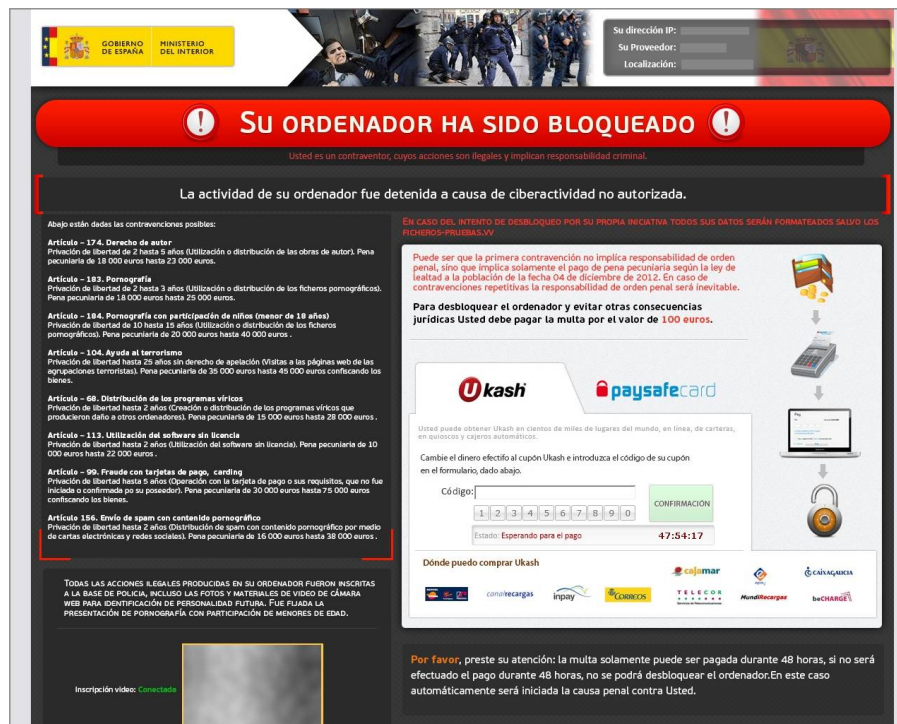 GOBIERNO
DE ESPAÑA
MINISTERIO
DEL INTERIOR
Su dirección IP:
Su Proveedor:
Localización:
SU ORDENADOR HA SIDO BLOQUEADO
Usted es un contraventor, cuyos acciones son ilegales y implican responsabilidad criminal.
La actividad de su ordenador fue detenida a causa de ciberactividad no autorizada.
Abajo están dadas las contravenciones posibles:
Artículo – 174. Derecho de autor
Privación de libertad de 2 hasta 5 años (Utilización o distribución de las obras de autor). Pena
pecuniaria de 18 000 euros hasta 23 000 euros.
Artículo – 183. Pornografía
Privación de libertad de 2 hasta 3 años (Utilización o distribución de los ficheros pornográficos).
Pena pecuniaria de 18 000 euros hasta 25 000 euros.
Artículo – 184. Pornografía con participación de niños (menor de 18 años)
Privación de libertad de 10 hasta 15 años (Utilización o distribución de los ficheros
pornográficos). Pena pecuniaria de 20 000 euros hasta 40 000 euros .
Artículo – 104. Ayuda al terrorismo
Privación de libertad hasta 25 años sin derecho de apelación (Visitas a las páginas web de las
agrupaciones terroristas). Pena pecuniaria de 35 000 euros hasta 45 000 euros confiscando los
bienes.
Artículo – 68. Distribución de los programas víricos
Privación de libertad hasta 2 años (Creación o distribución de los programas víricos que
producieron daño a otros ordenadores). Pena pecuniaria de 15 000 euros hasta 28 000 euros .
Artículo – 113. Utilización del software sin licencia
Privación de libertad hasta 2 años (Utilización del software sin licencia). Pena pecuniaria de 10
000 euros hasta 22 000 euros .
Artículo – 99. Fraude con tarjetas de pago, carding
Privación de libertad hasta 5 años (Operación con la tarjeta de pago o sus requisitos, que no fue
iniciada o confirmada po su poseedor). Pena pecuniaria de 30 000 euros hasta 75 000 euros
confiscando los bienes.
Artículo 156. Envío de spam con contenido pornográfico
Privación de libertad hasta 2 años (Distribución de spam con contenido pornográfico por medio
de cartas electrónicas y redes sociales). Pena pecuniaria de 16 000 euros hasta 38 000 euros .
TODAS LAS ACCIONES ILEGALES PRODUCIDAS EN SU ORDENADOR FUERON INSCRITAS
A LA BASE DE POLICIA, INCLUSO LAS FOTOS Y MATERIALES DE VIDEO DE CÁMARA
WEB PARA IDENTIFICACIÓN DE PERSONALIDAD FUTURA. FUE FIJADA LA
PRESENTACIÓN DE PORNOGRAFÍA CON PARTICIPACIÓN DE MENORES DE EDAD.
Inscripción video: Conectada
EN CASO DEL INTENTO DE DESBLOQUEO POR SU PROPIA INICIATIVA TODOS SUS DATOS SERÁN FORMATEADOS SALVO LOS
FICHEROS-PRUEBAS.VV
Puede ser que la primera contravención no implica responsabilidad de orden
penal, sino que implica solamente el pago de pena pecuniaria según la ley de
lealtad a la población de la fecha 04 de diciembre de 2012. En caso de
contravenciones repetitivas la responsabilidad de orden penal será inevitable.
Para desbloquear el ordenador y evitar otras consecuencias
jurídicas Usted debe pagar la multa por el valor de 100 euros.
Ukash
paysafecard
Usted puede obtener Ukash en cientos de miles de lugares del mundo, en línea, de carteras,
en quioscos y cajeros automáticos.
Cambie el dinero efectifo al cupón Ukash e introduzca el código de su cupón
en el formulario, dado abajo.
Código:
1 2 3 4 5 6 7 8 9 0
CONFIRMACIÓN
Estado: Esperando para el pago 47:54:17
Dónde puedo comprar Ukash
cajamar
CAIXAGALICIA
canalrecargas
inpay
CORREOS
TELECOR
MundiRecargas
beCHARGE
Por favor, preste su atención: la multa solamente puede ser pagada durante 48 horas, si no será
efectuado el pago durante 48 horas, no se podrá desbloquear el ordenador.En este caso
automáticamente será iniciada la causa penal contra Usted.